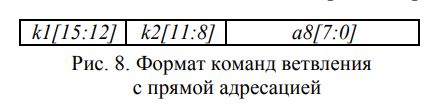 k1[15:12] k2[11:8] a8[7:0]
Рис. 8. Формат команд ветвления
с прямой адресацией